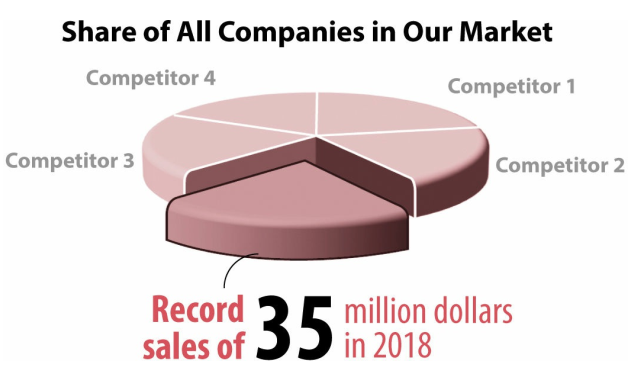 Share of All Companies in Our Market
Competitor 4
Competitor 1
Competitor 3
Competitor 2
Record sales of 35 million dollars in 2018